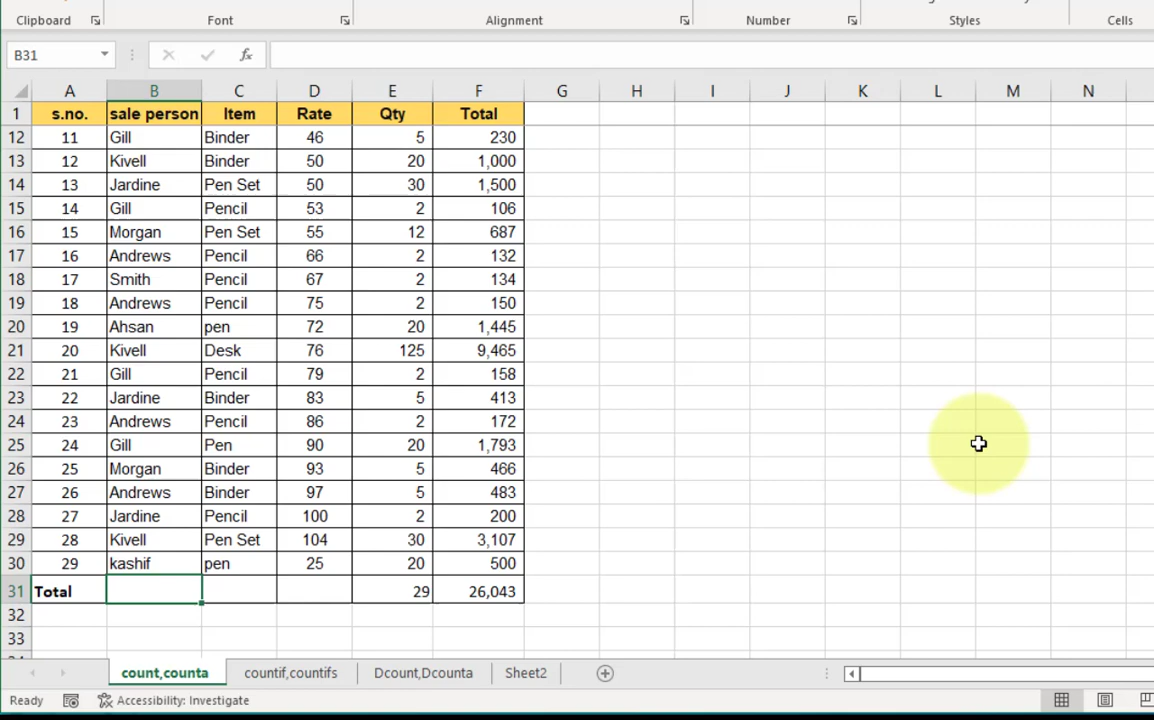 Clipboard Font Alignment Number Styles Cells
B31 fx
A B C D E F G H I J K L M N
1 s.no. sale person Item Rate Qty Total
12 11 Gill Binder 46 5 230
13 12 Kivell Binder 50 20 1,000
14 13 Jardine Pen Set 50 30 1,500
15 14 Gill Pencil 53 2 106
16 15 Morgan Pen Set 55 12 687
17 16 Andrews Pencil 66 2 132
18 17 Smith Pencil 67 2 134
19 18 Andrews Pencil 75 2 150
20 19 Ahsan pen 72 20 1,445
21 20 Kivell Desk 76 125 9,465
22 21 Gill Pencil 79 2 158
23 22 Jardine Binder 83 5 413
24 23 Andrews Pencil 86 2 172
25 24 Gill Pen 90 20 1,793
26 25 Morgan Binder 93 5 466
27 26 Andrews Binder 97 5 483
28 27 Jardine Pencil 100 2 200
29 28 Kivell Pen Set 104 30 3,107
30 29 kashif pen 25 20 500
31 Total 29 26,043
32
33
count,counta countif,countifs Dcount,Dcounta Sheet2
Ready Accessibility: Investigate